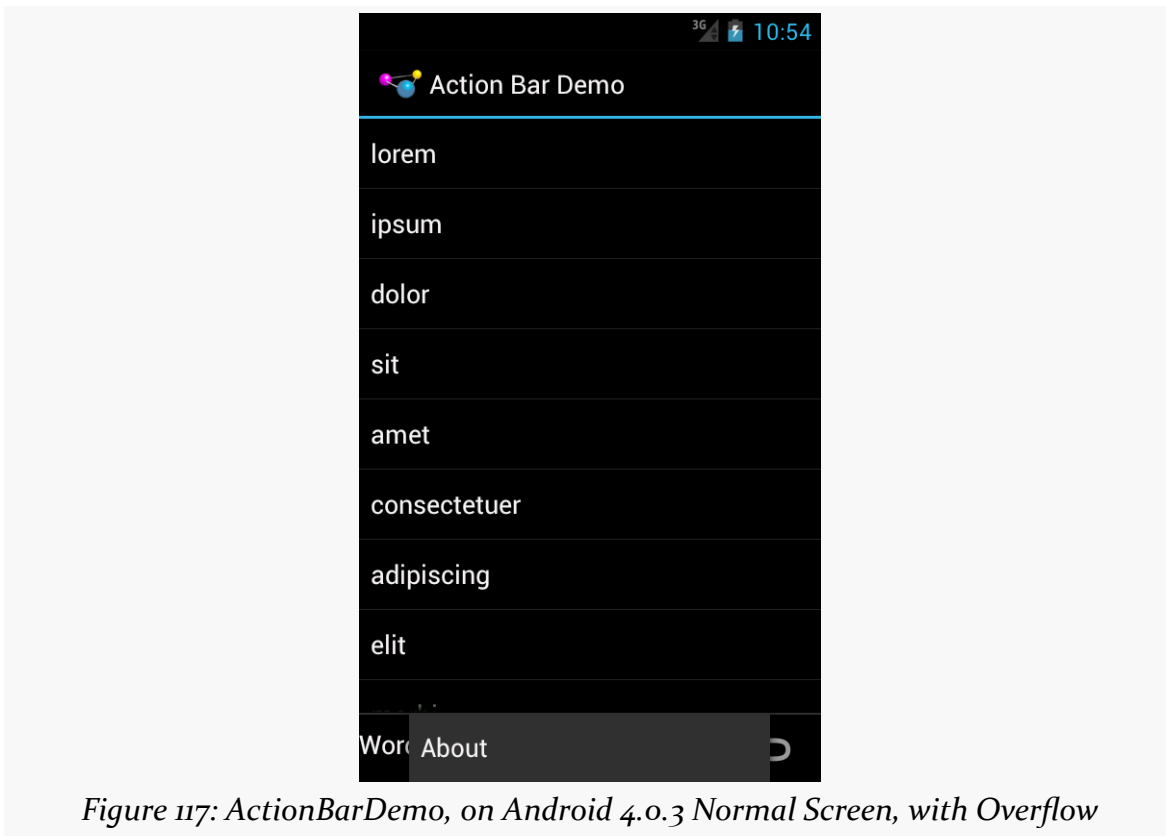 3G 10:54
Action Bar Demo
lorem
ipsum
dolor
sit
amet
consectetuer
adipiscing
elit
About
Figure 117: ActionBarDemo, on Android 4.0.3 Normal Screen, with Overflow